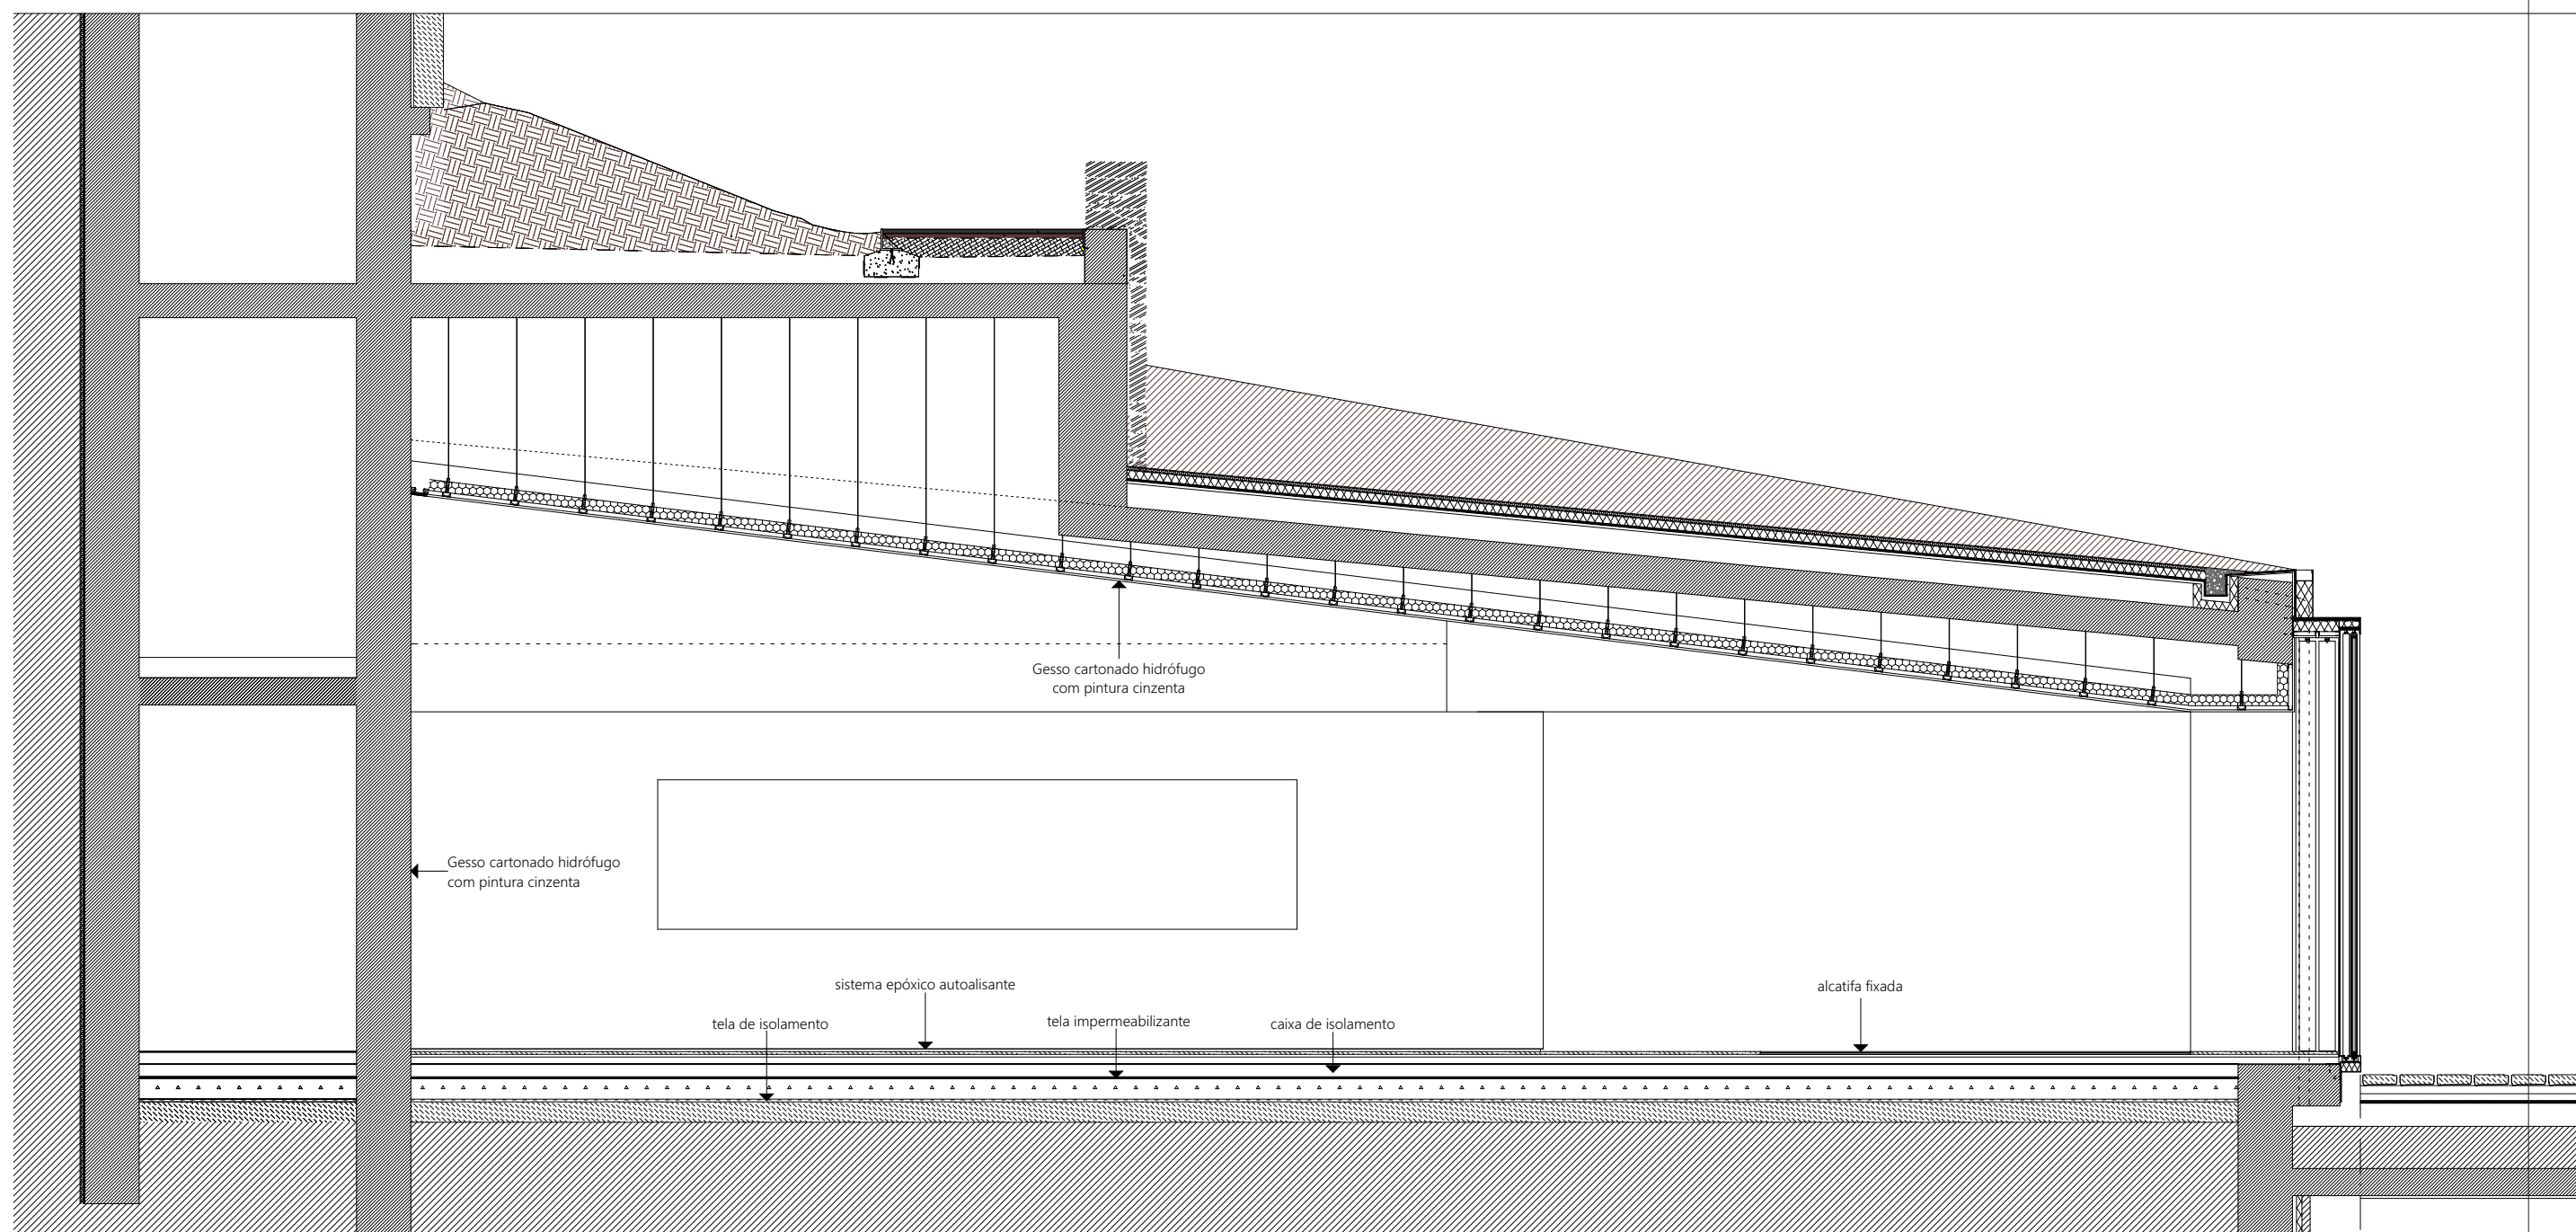 Gesso cartonado hidrófugo
com pintura cinzenta
Gesso cartonado hidrófugo
com pintura cinzenta
sistema epóxico autoalisante
alcatifa fixada
tela de isolamento
tela impermeabilizante
caixa de isolamento